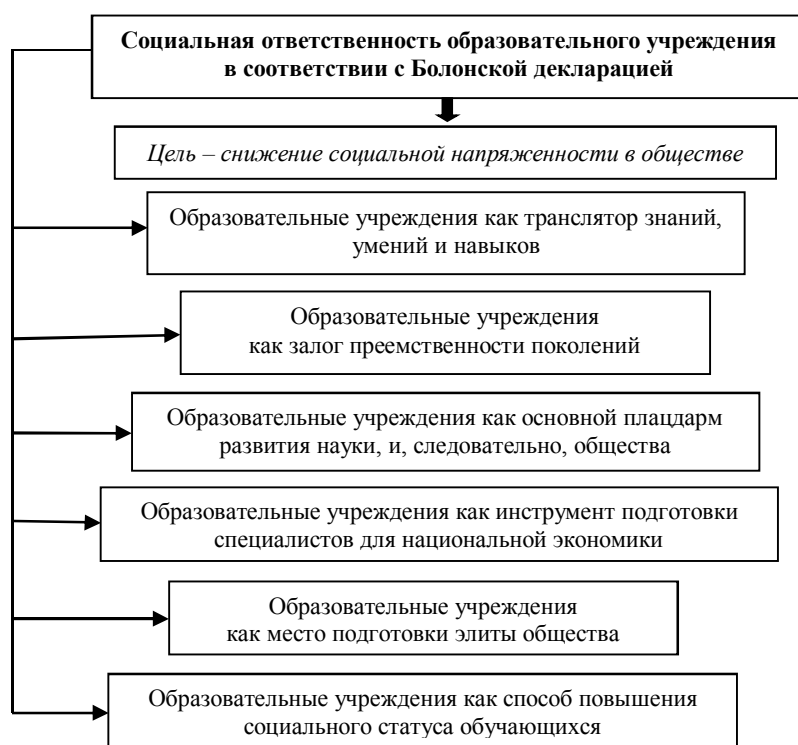 Социальная ответственность образовательного учреждения
в соответствии с Болонской декларацией
Цель – снижение социальной напряженности в обществе
Образовательные учреждения как транслятор знаний,
умений и навыков
Образовательные учреждения
как залог преемственности поколений
Образовательные учреждения как основной плацдарм
развития науки, и, следовательно, общества
Образовательные учреждения как инструмент подготовки
специалистов для национальной экономики
Образовательные учреждения
как место подготовки элиты общества
Образовательные учреждения как способ повышения
социального статуса обучающихся